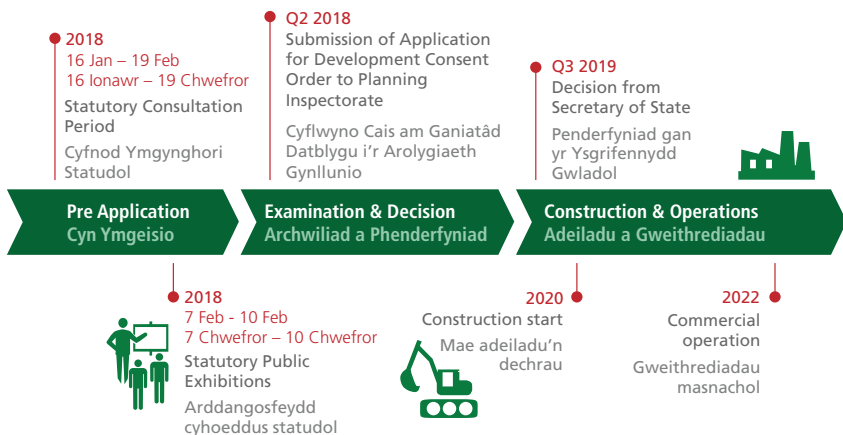 2018
16 Jan – 19 Feb
16 Ionawr – 19 Chwefror
Statutory Consultation
Period
Cyfnod Ymgynghori
Statudol
Q2 2018
Submission of Application
for Development Consent
Order to Planning
Inspectorate
Cyflwyno Cais am Ganiatâd
Datblygu i'r Arolygiaeth
Gynllunio
Q3 2019
Decision from
Secretary of State
Penderfyniad gan
yr Ysgrifennydd
Gwladol
Pre Application
Cyn Ymgeisio
Examination & Decision
Archwiliad a Phenderfyniad
Construction & Operations
Adeiladu a Gweithrediadau
2018
7 Feb - 10 Feb
7 Chwefror – 10 Chwefror
Statutory Public
Exhibitions
Arddangosfeydd
cyhoeddus statudol
2020
Construction start
Mae adeiladu'n
dechrau
2022
Commercial
operation
Gweithrediadau
masnachol